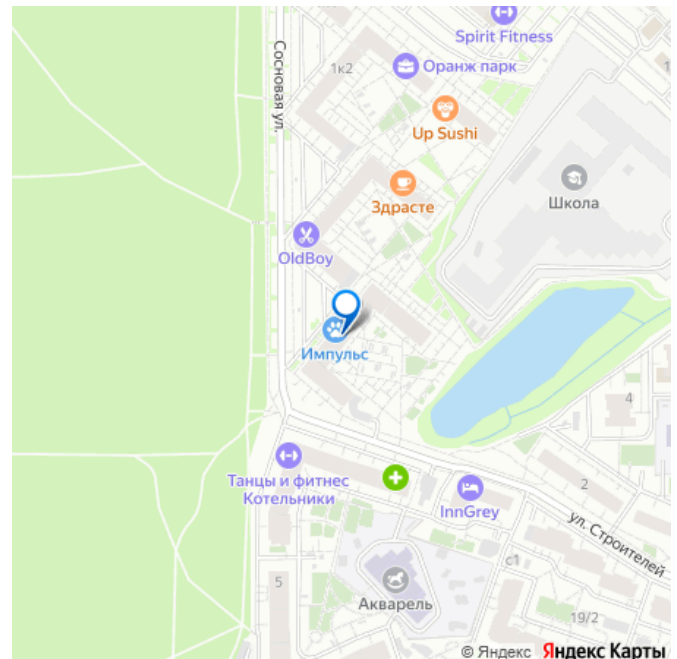 Spirit Fitness
Сосновая ул.
1к2
Оранж парк
Up Sushi
Здрасте
Школа
OldBoy
Импульс
4
Танцы и фитнес
Котельники
InnGrey
2
ул. Строителей
с1
5
Акварель
19/2
© Яндекс Яндекс Карты